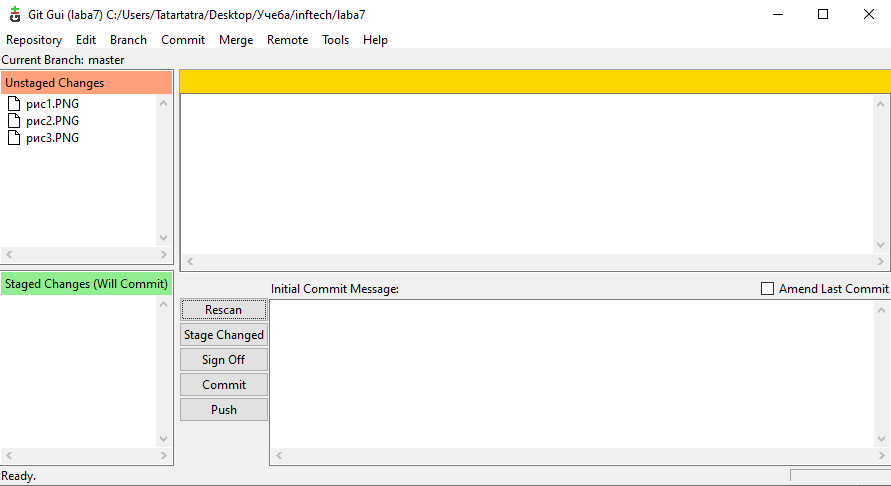 Git Gui (laba7) C:/Users/Tatartatra/Desktop/Учеба/inftech/laba7
Repository Edit Branch Commit Merge Remote Tools Help
Current Branch: master
Unstaged Changes
рис1.PNG
рис2.PNG
рис3.PNG
Staged Changes (Will Commit)
Initial Commit Message:
Amend Last Commit
Rescan
Stage Changed
Sign Off
Commit
Push
Ready.